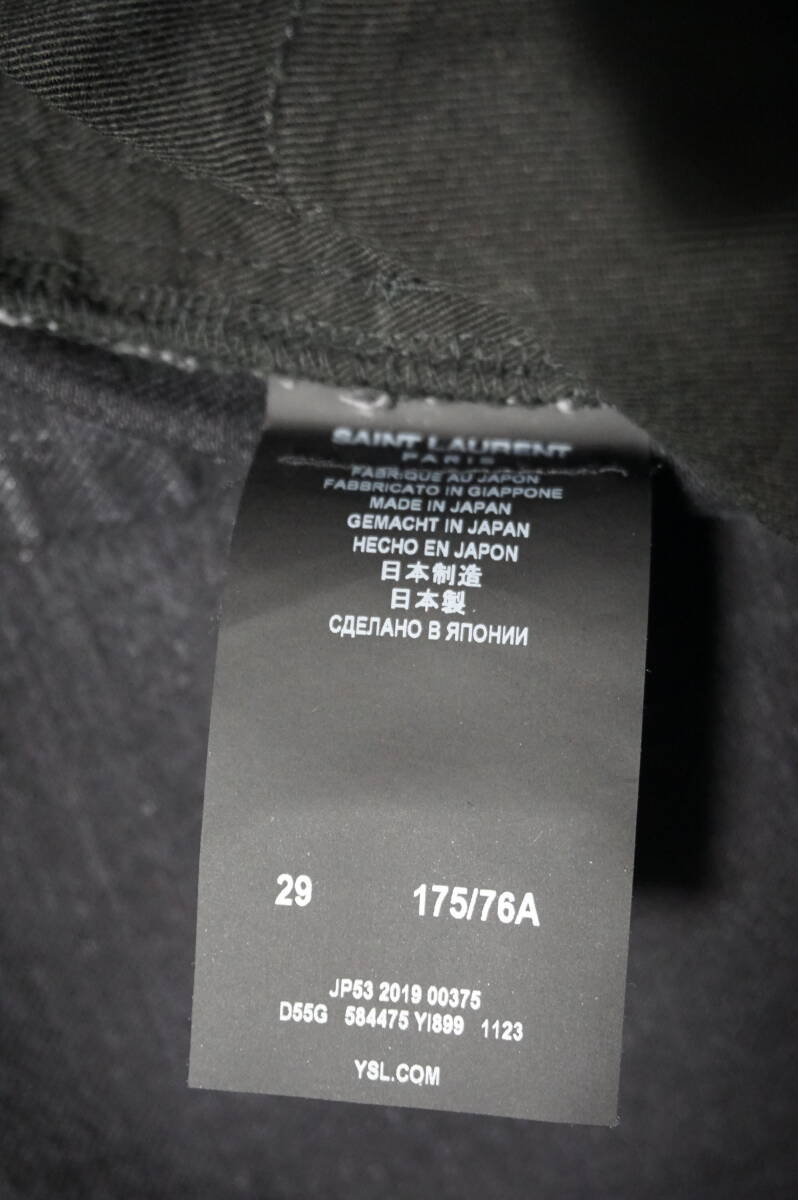 SAINT LAURENT
PARIS
FABRIQUE AU JAPON
FABBRICATO IN GIAPPONE
MADE IN JAPAN
GEMACHT IN JAPAN
HECHO EN JAPON
日本制造
日本製
СДЕЛАНО В ЯПОНИИ
29 175/76A
JP53 2019 00375
D55G 584475 YI899 1123
YSL.COM